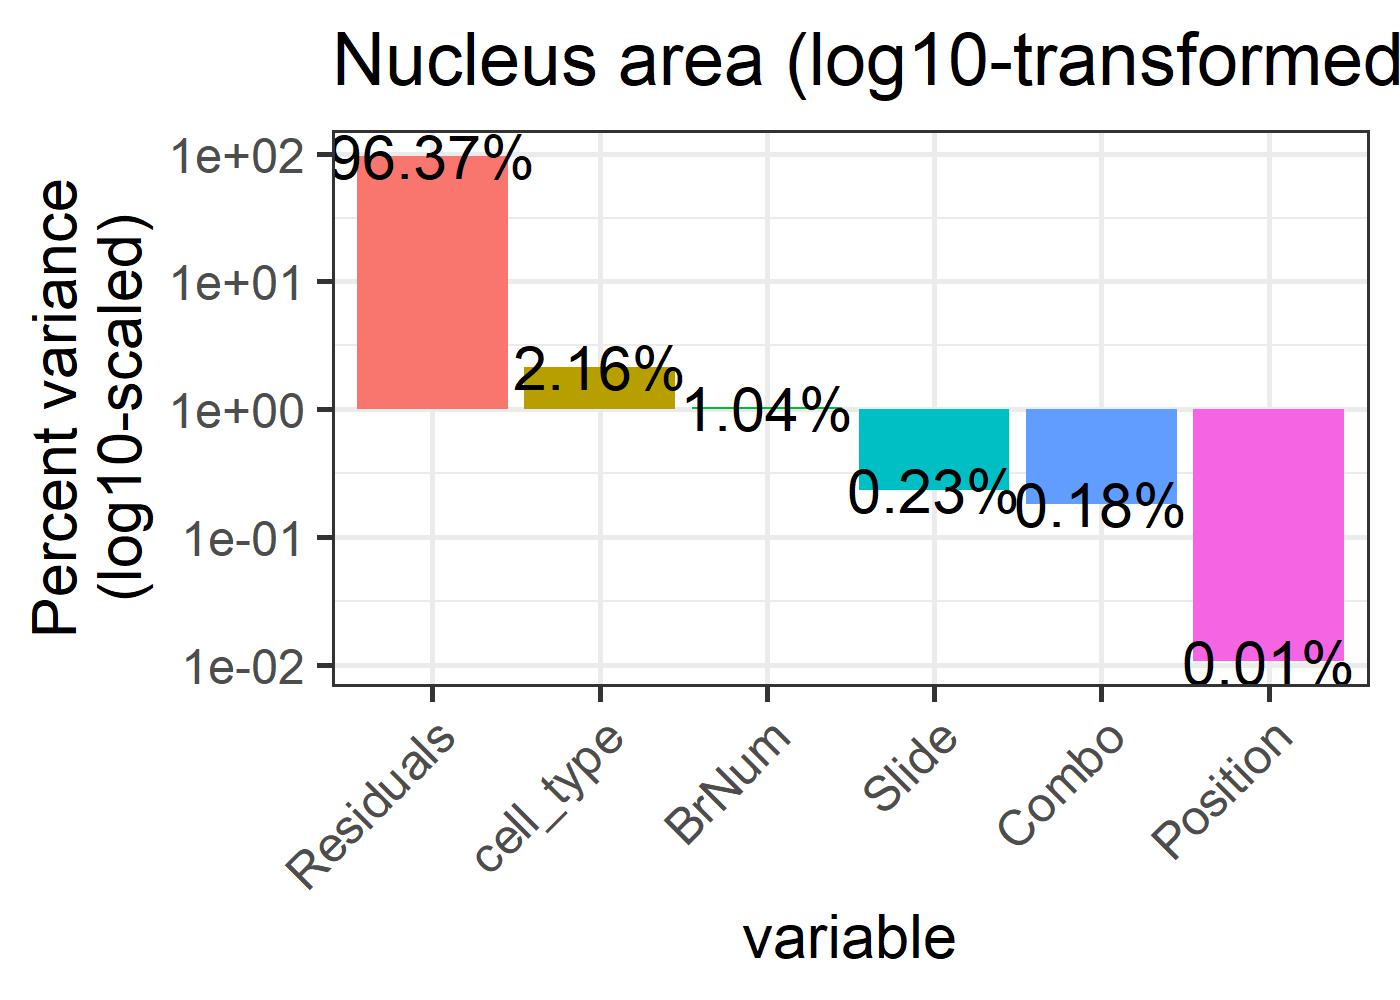 Nucleus area (log10-transformed
Percent variance
(log10-scaled)
1e+02
1e+01
1e+00
1e-01
1e-02
96.37%
2.16%
1.04%
0.23%
0.18%
0.01%
Residuals
cell_type
BrNum
Slide
Combo
Position
variable